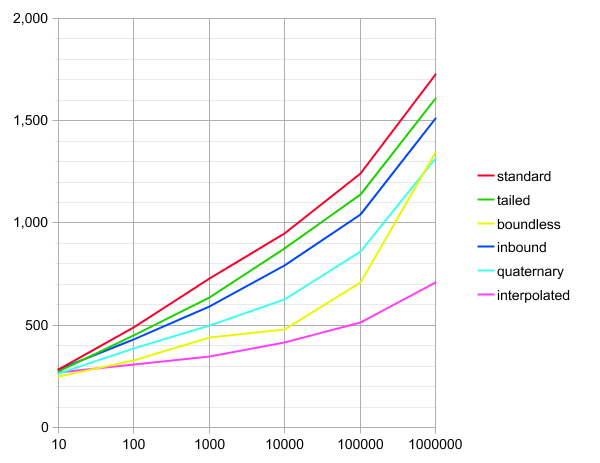 2,000
1,500
1,000
500
0
10 100 1000 10000 100000 1000000
standard
tailed
boundless
inbound
quaternary
interpolated